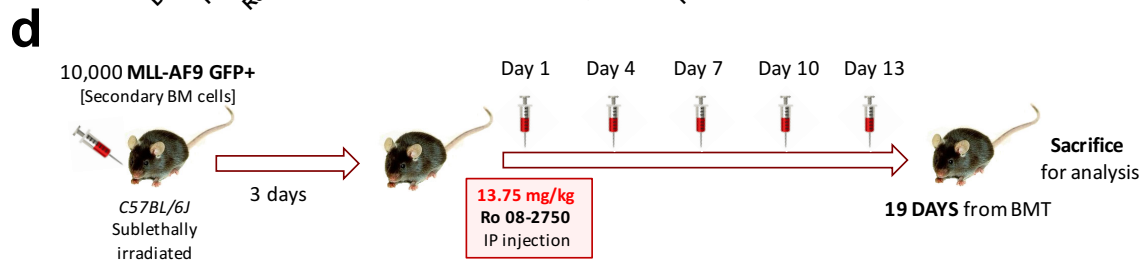 d
10,000 MLL-AF9 GFP+
[Secondary BM cells]
C57BL/6J
Sublethally
irradiated
3 days
Day 1 Day 4 Day 7 Day 10 Day 13
13.75 mg/kg
Ro 08-2750
IP injection
19 DAYS from BMT
Sacrifice
for analysis